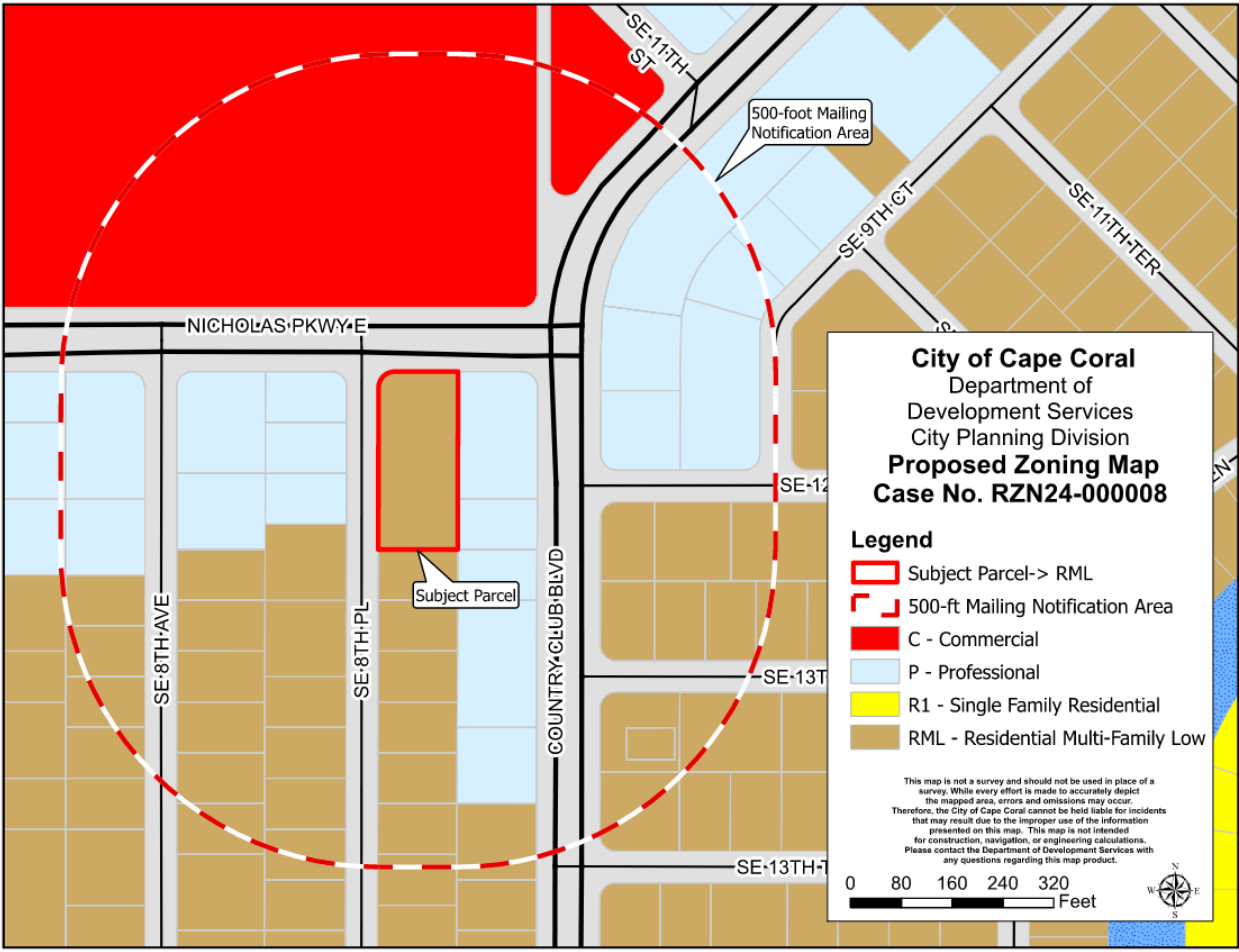 SE 11TH
ST
500-foot Mailing
Notification Area
SE 9TH CT
SE 11TH TER
NICHOLAS PKWY E
SE 12
SE 8TH AVE
SE 8TH PL
Subject Parcel
COUNTRY CLUB BLVD
SE 13T
SE 13TH T
City of Cape Coral
Department of
Development Services
City Planning Division
Proposed Zoning Map
Case No. RZN24-000008
Legend
Subject Parcel-> RML
500-ft Mailing Notification Area
C - Commercial
P - Professional
R1 - Single Family Residential
RML - Residential Multi-Family Low
This map is not a survey and should not be used in place of a
survey. While every effort is made to accurately depict
the mapped area, errors and omissions may occur.
Therefore, the City of Cape Coral cannot be held liable for incidents
that may result due to the improper use of the information
presented on this map. This map is not intended
for construction, navigation, or engineering calculations.
Please contact the Department of Development Services with
any questions regarding this map product.
0 80 160 240 320
Feet
N
W E
S